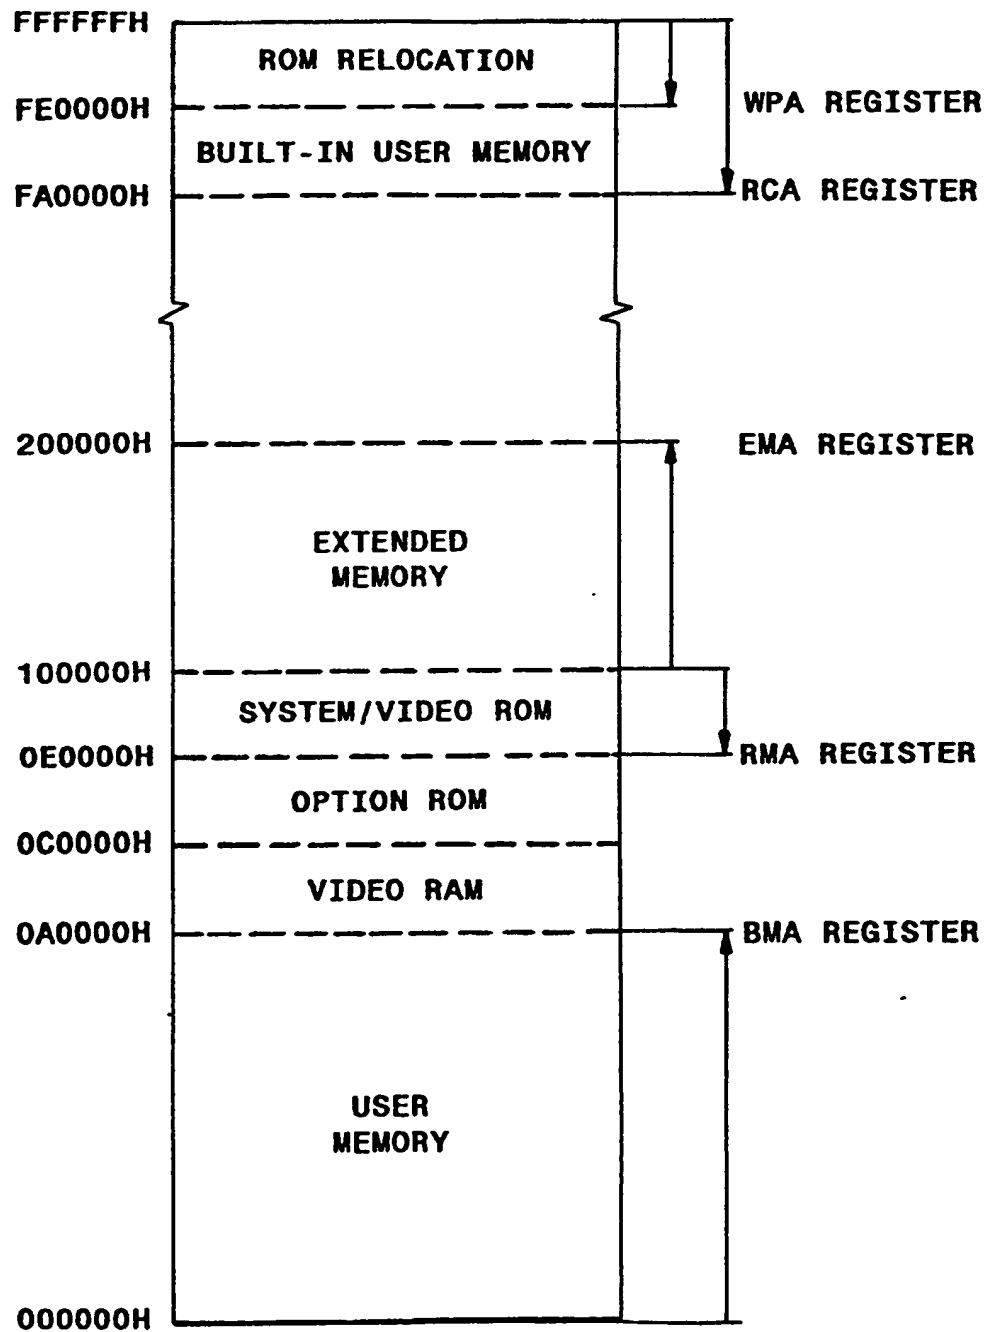 FFFFFFH
ROM RELOCATION
FE0000H
WPA REGISTER
BUILT-IN USER MEMORY
FA0000H
RCA REGISTER
200000H
EMA REGISTER
EXTENDED
MEMORY
100000H
SYSTEM/VIDEO ROM
0E0000H
RMA REGISTER
OPTION ROM
0C0000H
VIDEO RAM
0A0000H
BMA REGISTER
USER
MEMORY
000000H